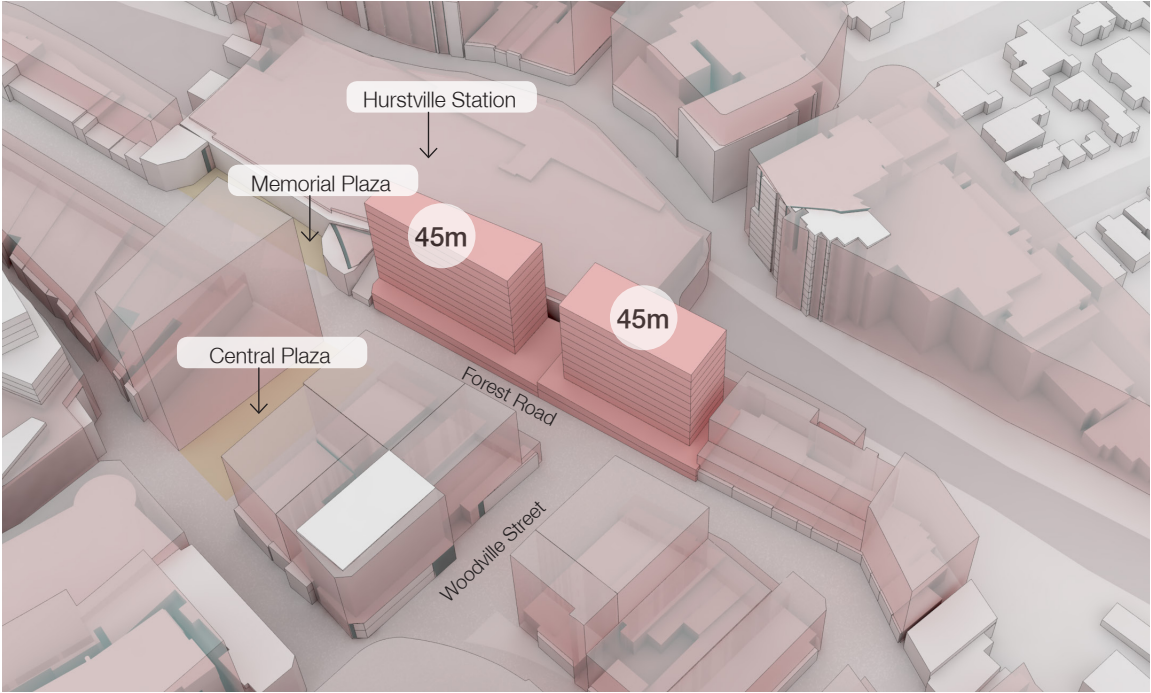 Hurstville Station
Memorial Plaza
45m
45m
Central Plaza
Forest Road
Woodville Street